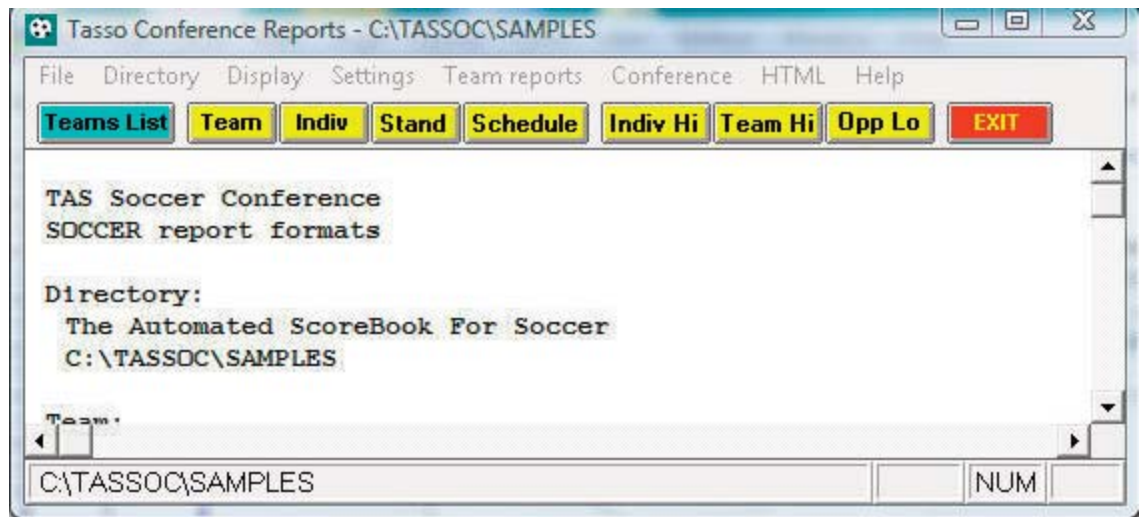 Tasso Conference Reports - C:\TASSOC\SAMPLES
File Directory Display Settings Team reports Conference HTML Help
Teams List Team Indiv Stand Schedule Indiv Hi Team Hi Opp Lo EXIT
TAS Soccer Conference
SOCCER report formats
Directory:
The Automated ScoreBook For Soccer
C:\TASSOC\SAMPLES
Team:
C:\TASSOC\SAMPLES NUM